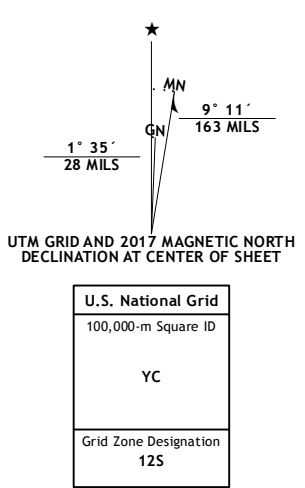 MN
GN
9° 11´
163 MILS
1° 35´
28 MILS
UTM GRID AND 2017 MAGNETIC NORTH
DECLINATION AT CENTER OF SHEET
U.S. National Grid
100,000-m Square ID
YC
Grid Zone Designation
12S